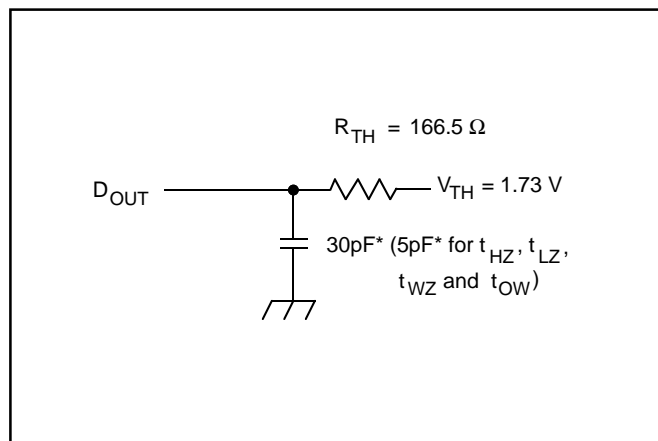 R_TH = 166.5 Ω
D_OUT
V_TH = 1.73 V
30pF* (5pF* for t_HZ, t_LZ,
t_WZ and t_OW)